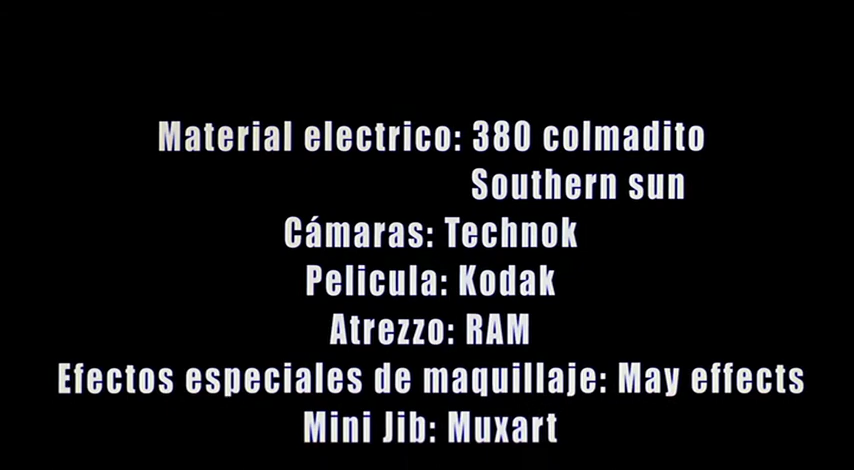 Material electrico: 380 colmadito
Southern sun
Cámaras: Technok
Pelicula: Kodak
Atrezzo: RAM
Efectos especiales de maquillaje: May effects
Mini Jib: Muxart